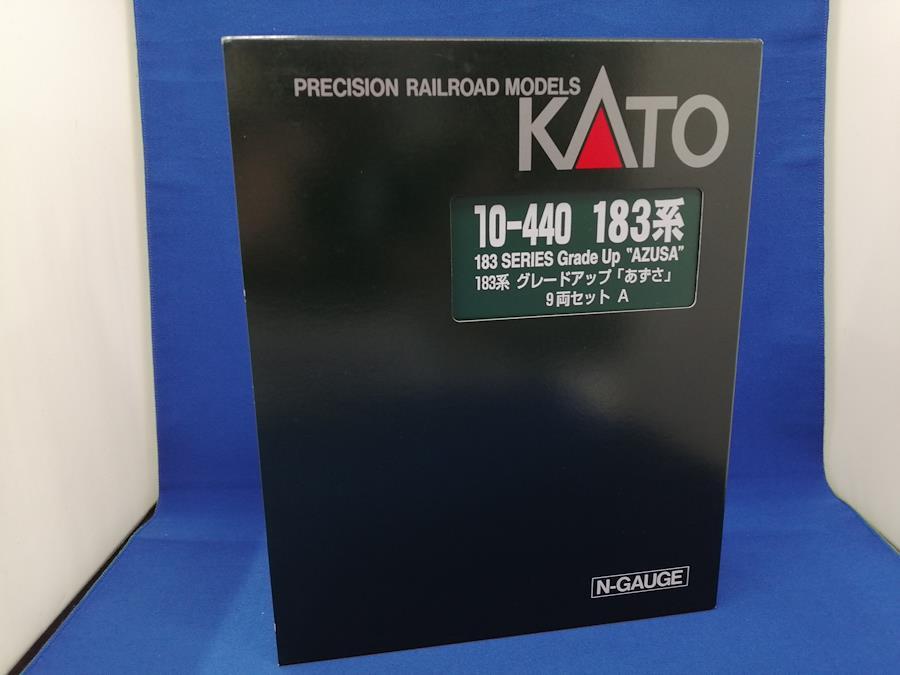 PRECISION RAILROAD MODELS
KATO
10-440 183系
183 SERIES Grade Up "AZUSA"
183系 グレードアップ「あずさ」
9両セット A
N-GAUGE